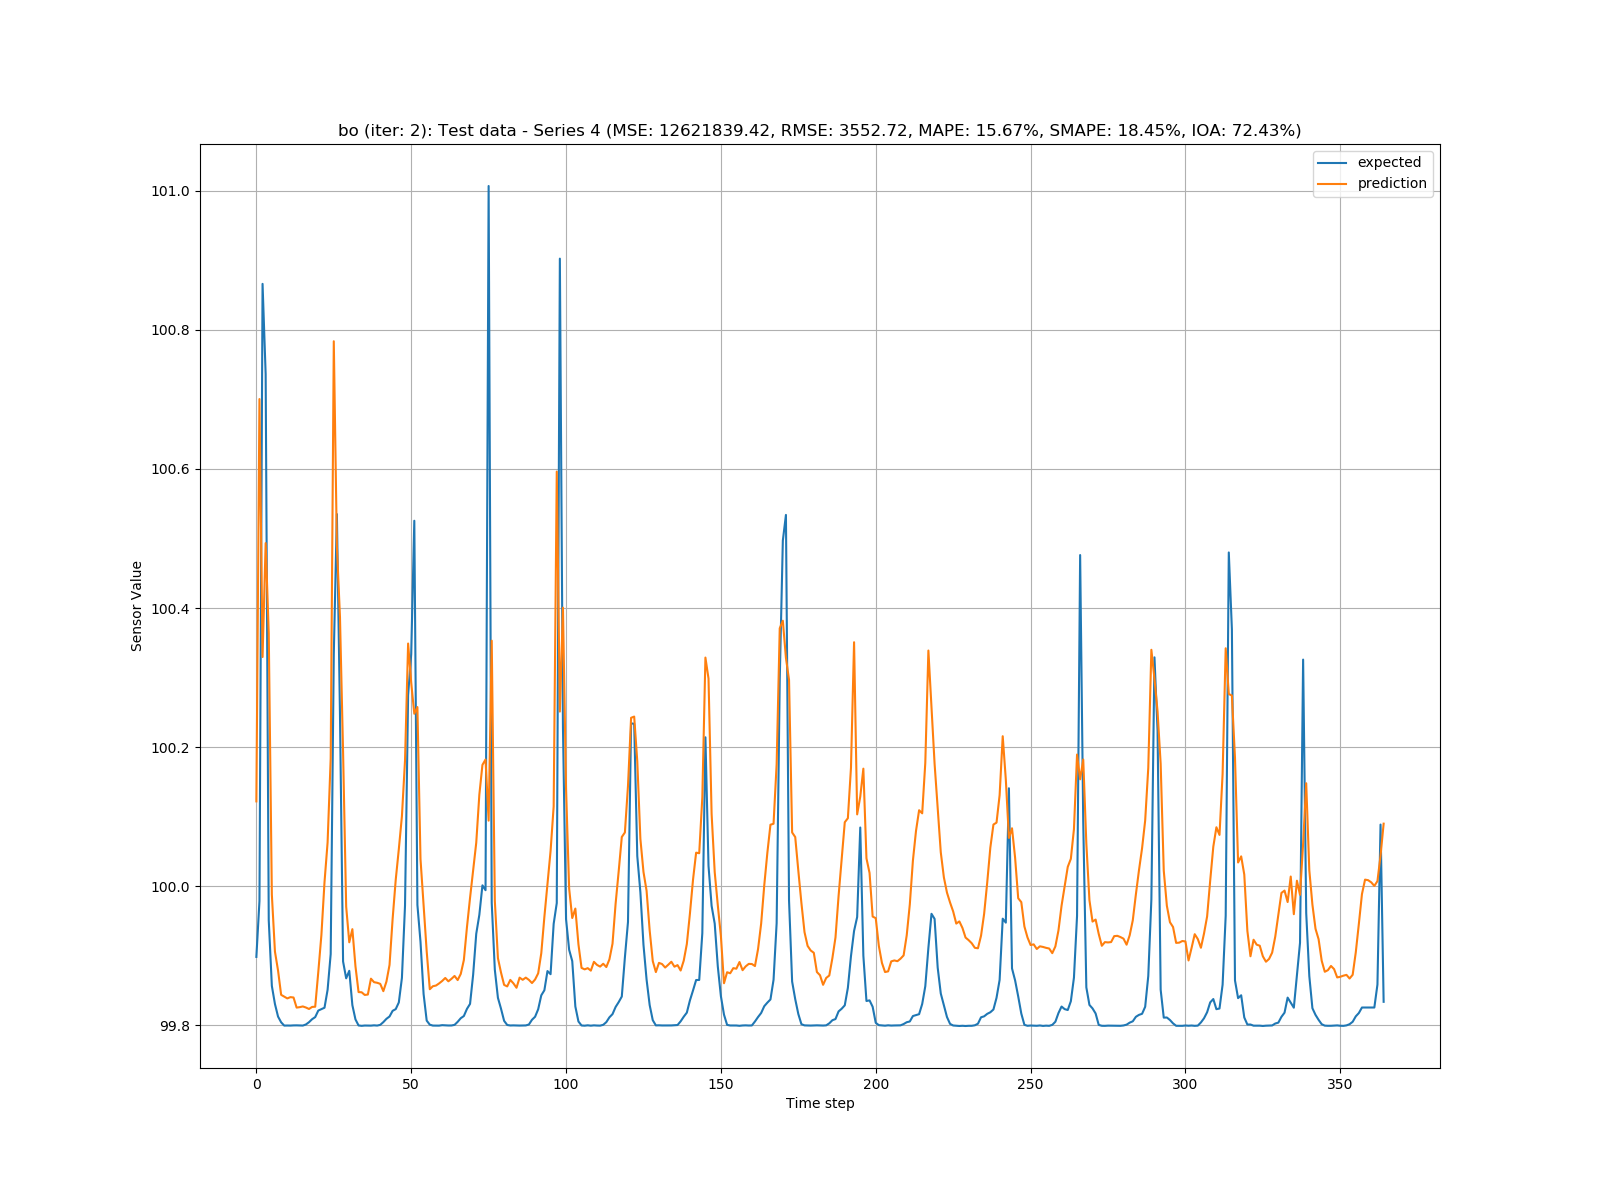 bo (iter: 2): Test data - Series 4 (MSE: 12621839.42, RMSE: 3552.72, MAPE: 15.67%, SMAPE: 18.45%, IOA: 72.43%)
expected
prediction
101.0
100.8
100.6
100.4
100.2
100.0
99.8
Sensor Value
0 50 100 150 200 250 300 350
Time step